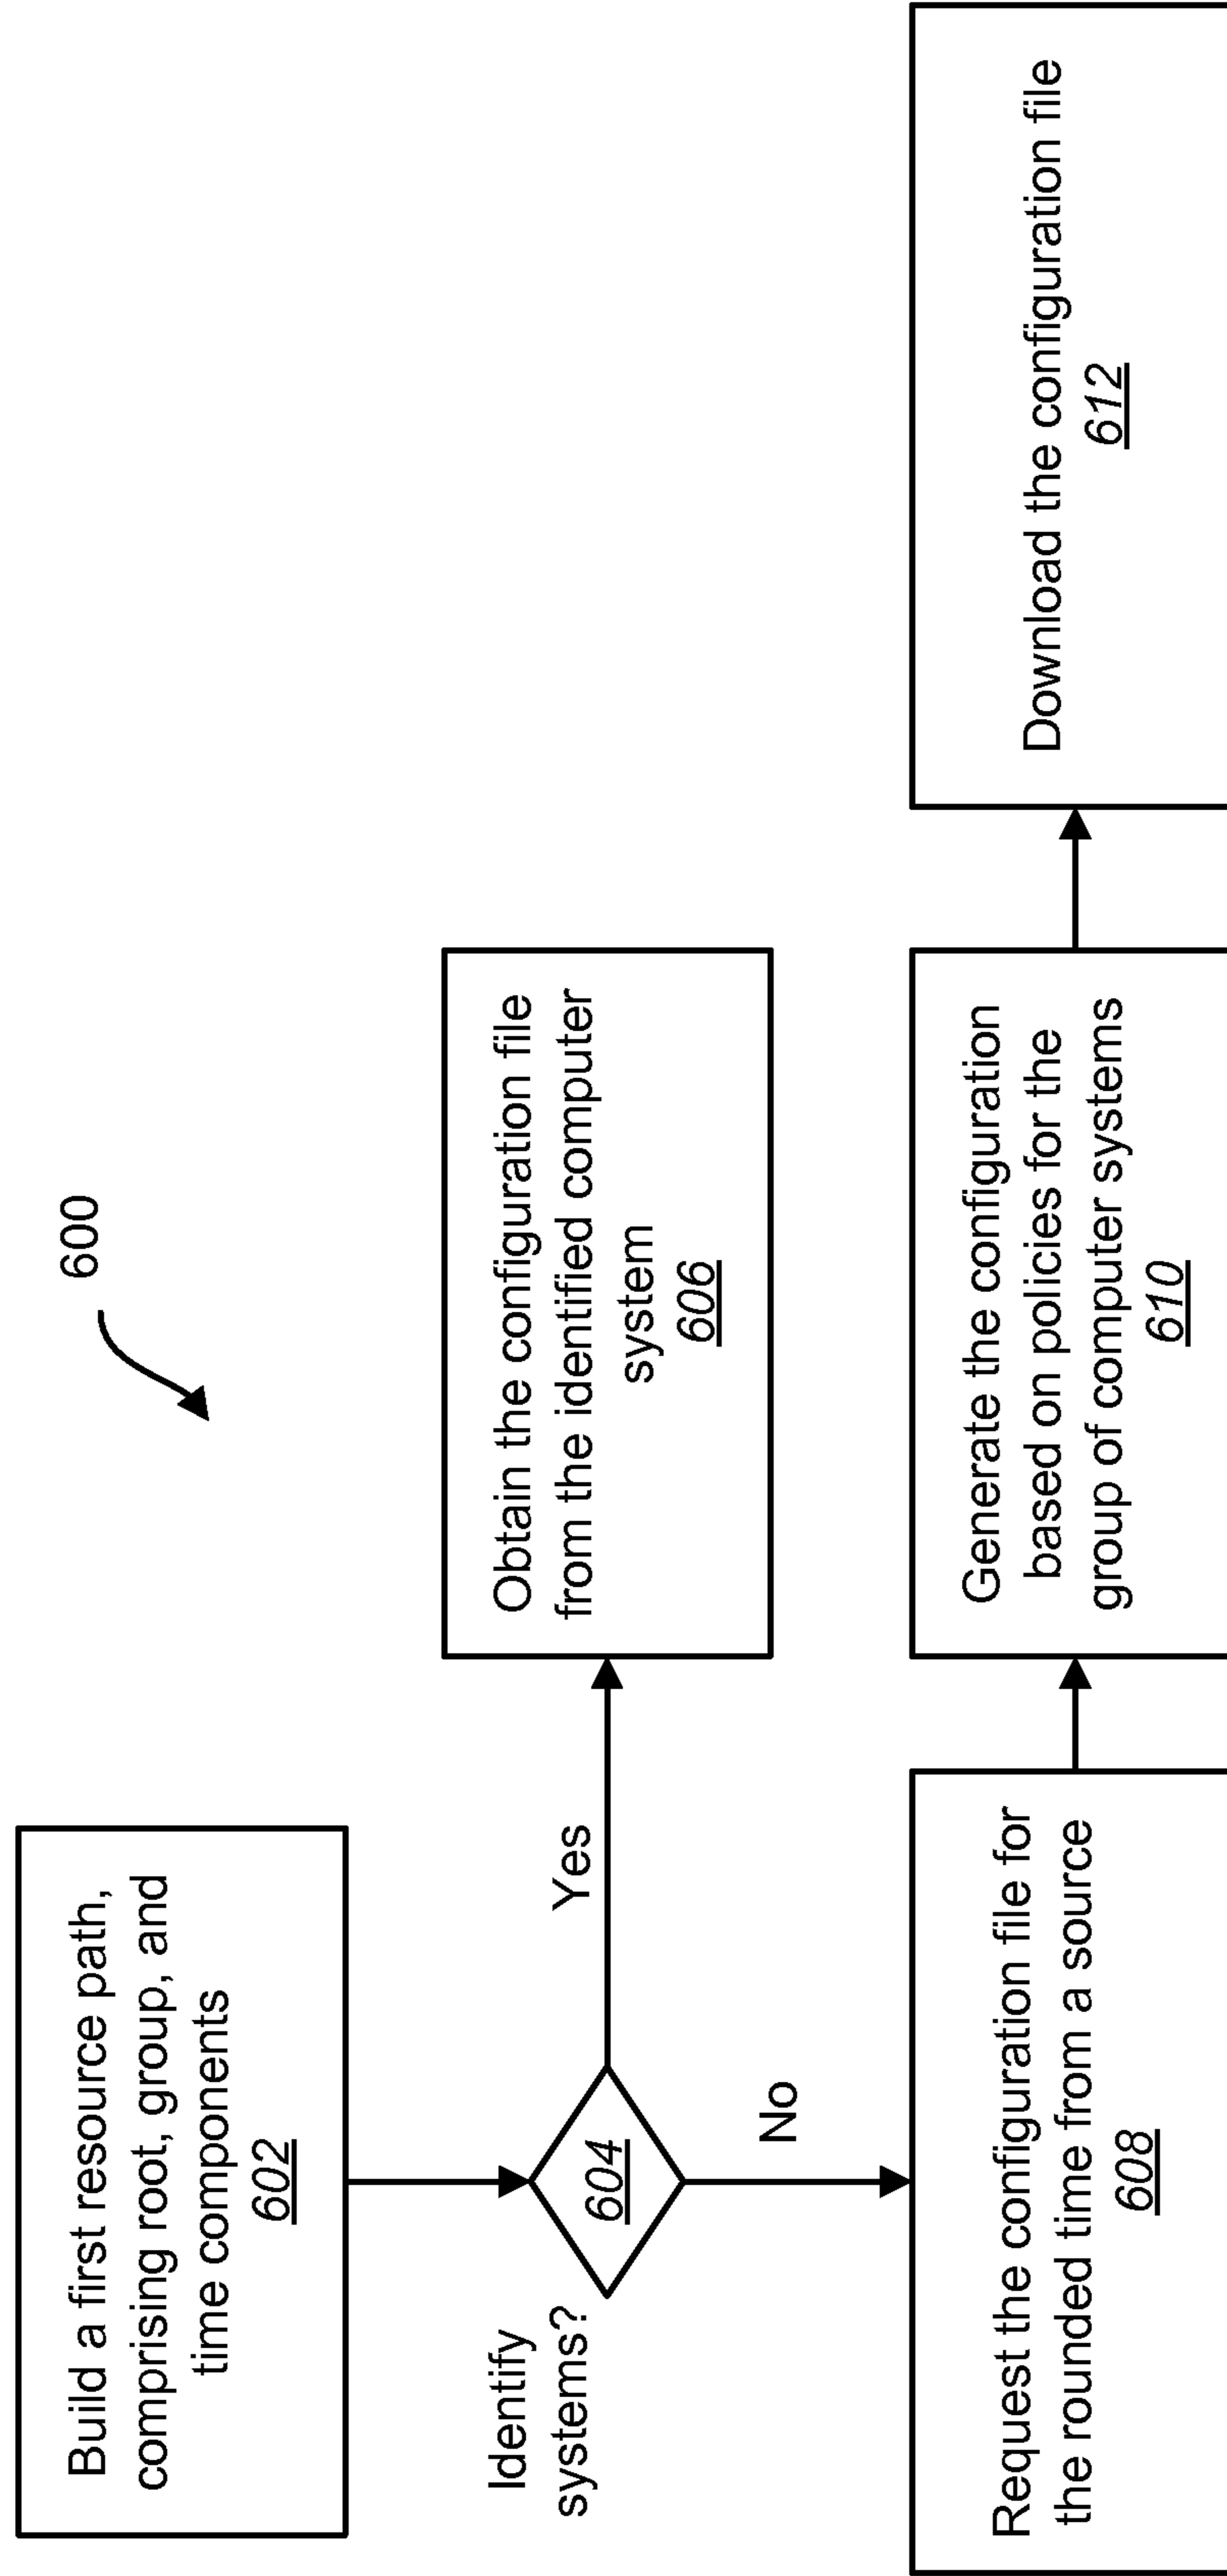 600
Build a first resource path,
comprising root, group, and
time components
602
Identify
systems?
604
Yes
Obtain the configuration file
from the identified computer
system
606
No
Request the configuration file for
the rounded time from a source
608
Generate the configuration
based on policies for the
group of computer systems
610
Download the configuration file
612